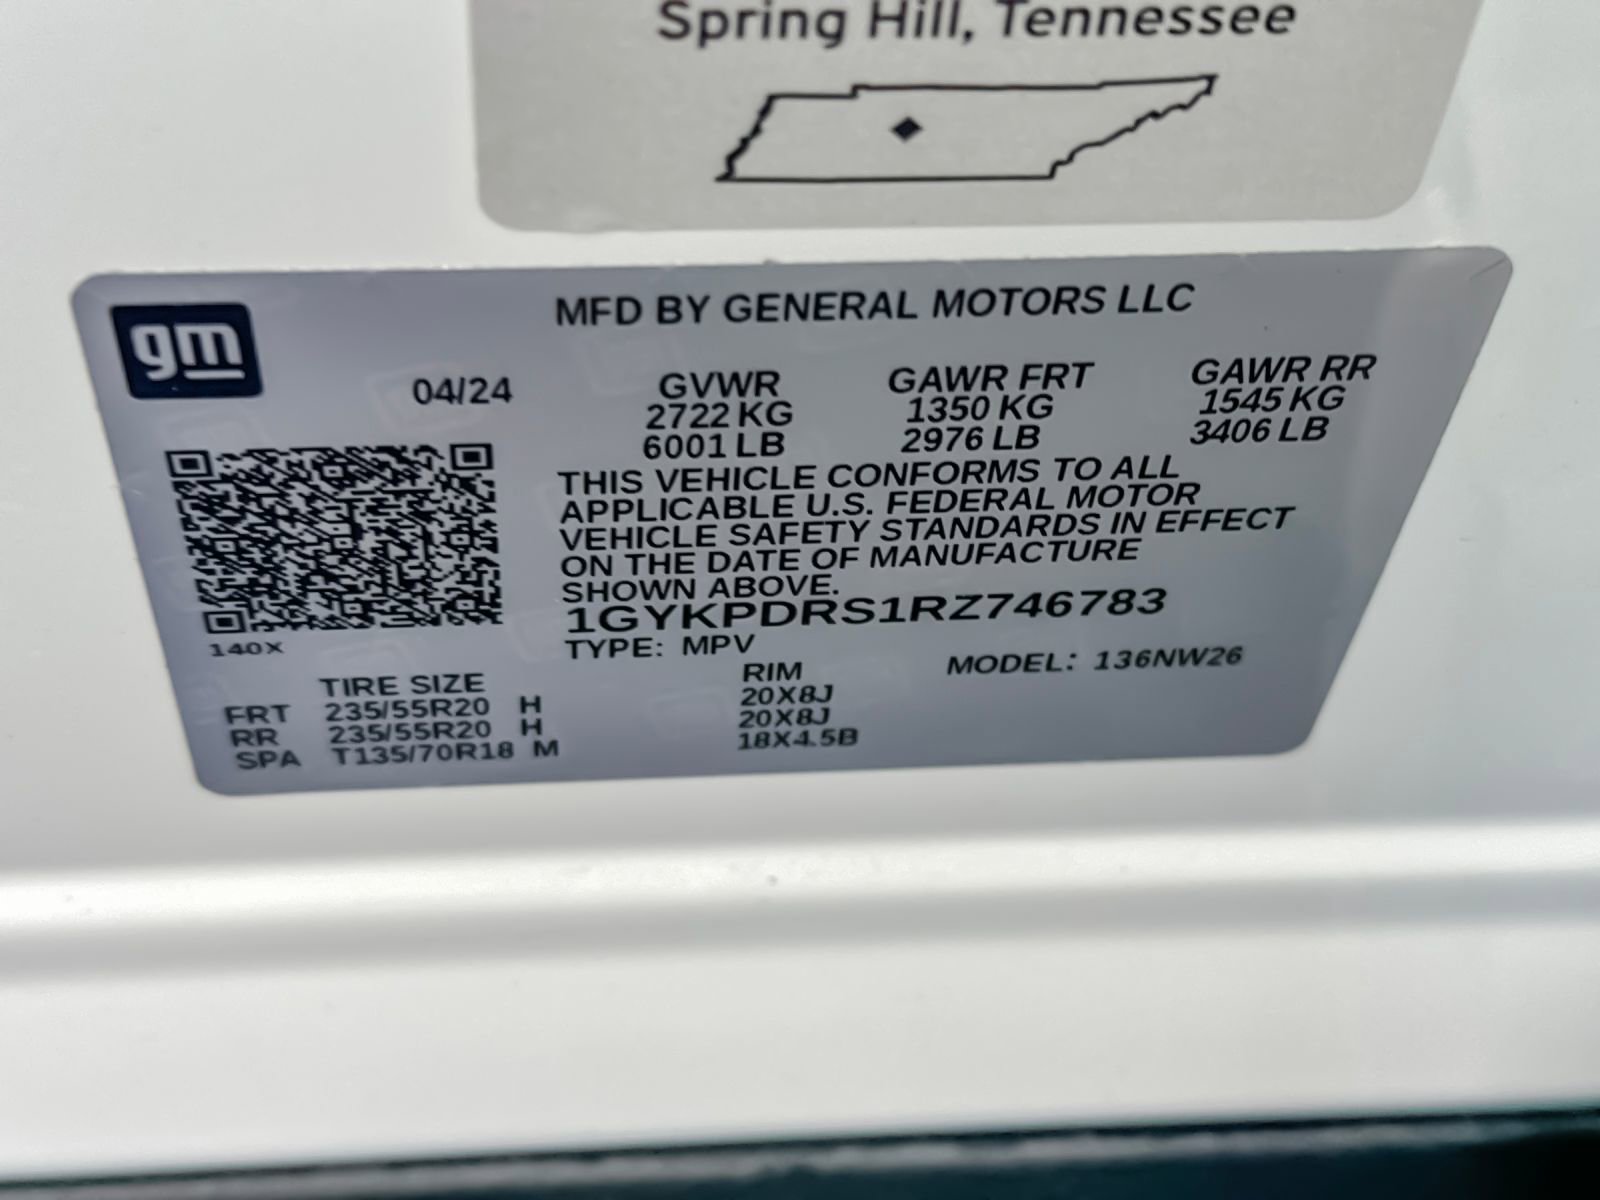 Spring Hill, Tennessee
gm
MFD BY GENERAL MOTORS LLC
04/24
GVWR
2722 KG
6001 LB
GAWR FRT
1350 KG
2976 LB
GAWR RR
1545 KG
3406 LB
THIS VEHICLE CONFORMS TO ALL
APPLICABLE U.S. FEDERAL MOTOR
VEHICLE SAFETY STANDARDS IN EFFECT
ON THE DATE OF MANUFACTURE
SHOWN ABOVE.
1GYKPDRS1RZ746783
TYPE: MPV
MODEL: 136NW26
140X
TIRE SIZE RIM
FRT 235/55R20 H 20X8J
RR 235/55R20 H 20X8J
SPA T135/70R18 M 18X4.5B